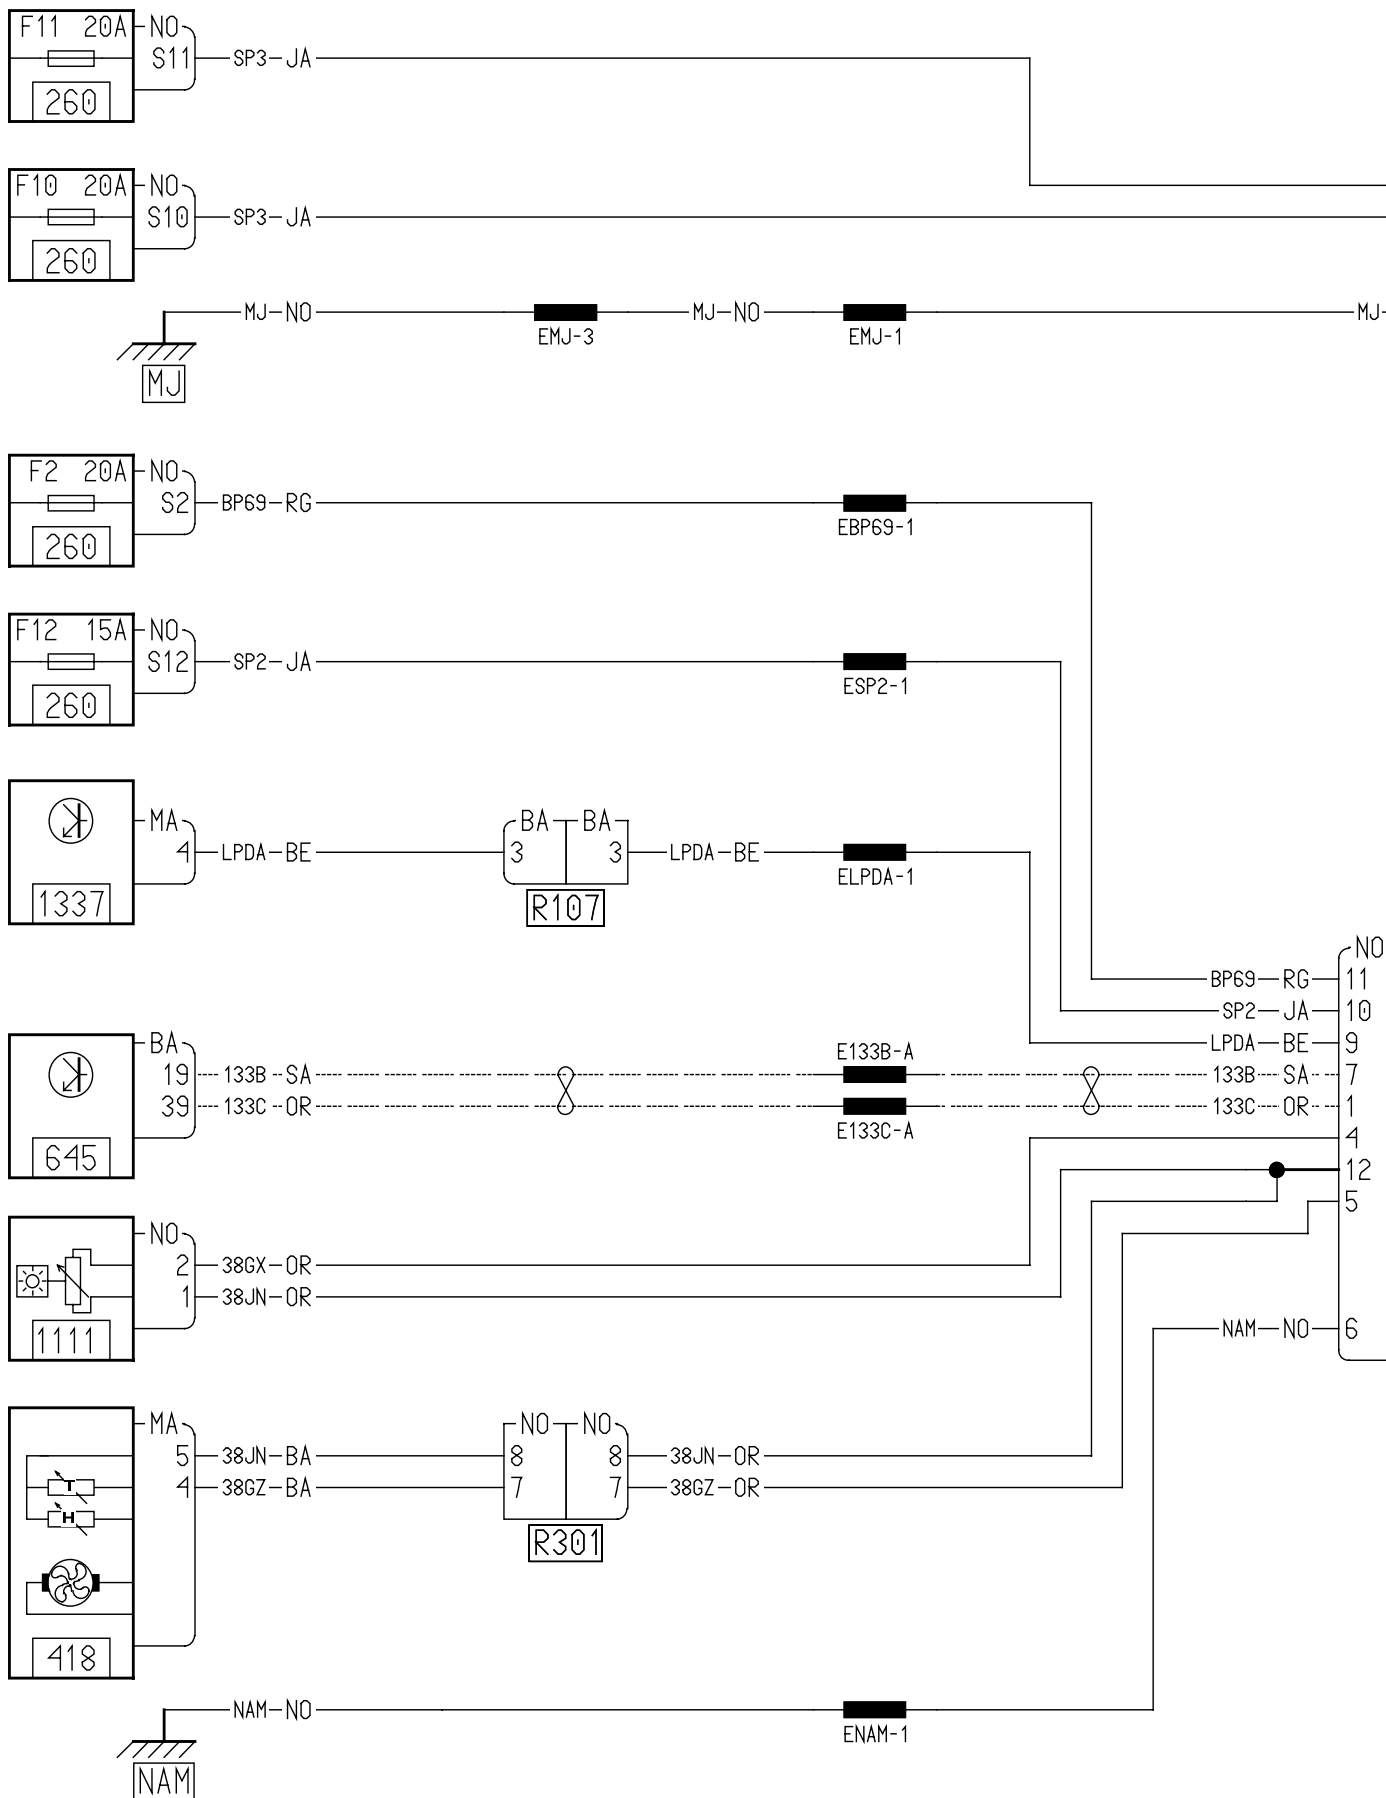 F11 20A NO
S11 SP3 JA
260
F10 20A NO
S10 SP3 JA
260
MJ NO MJ NO MJ-
EMJ-3 EMJ-1
MJ
F2 20A NO
S2 BP69 RG
EBP69-1
260
F12 15A NO
S12 SP2 JA
ESP2-1
260
MA BA BA
4 LPDA BE 3 3 LPDA BE
ELPDA-1
1337 R107
NO
BP69 RG 11
SP2 JA 10
BA LPDA BE 9
E133B-A
19 133B SA 133B SA 7
39 133C OR 133C OR 1
E133C-A
4
645
12
5
NO
2 38GX OR
1 38JN OR
NAM NO 6
1111
MA NO NO
5 38JN BA 8 8 38JN OR
T 4 38GZ BA 7 7 38GZ OR
H
R301
418
NAM NO
ENAM-1
NAM